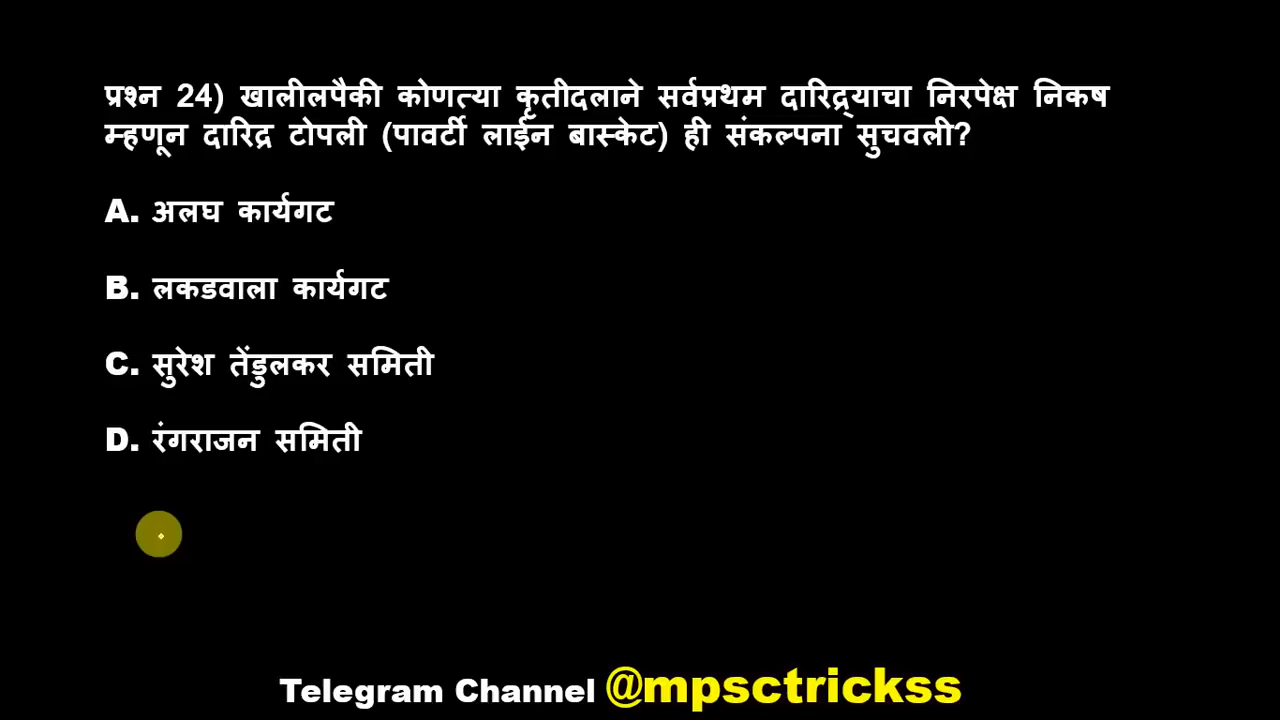 प्रश्न 24) खालीलपैकी कोणत्या कृतीदलाने सर्वप्रथम दारिद्र्याचा निरपेक्ष निकष
म्हणून दारिद्र टोपली (पावर्टी लाईन बास्केट) ही संकल्पना सुचवली?
A. अलघ कार्यगट
B. लकडवाला कार्यगट
C. सुरेश तेंडुलकर समिती
D. रंगराजन समिती
Telegram Channel @mpsctrickss